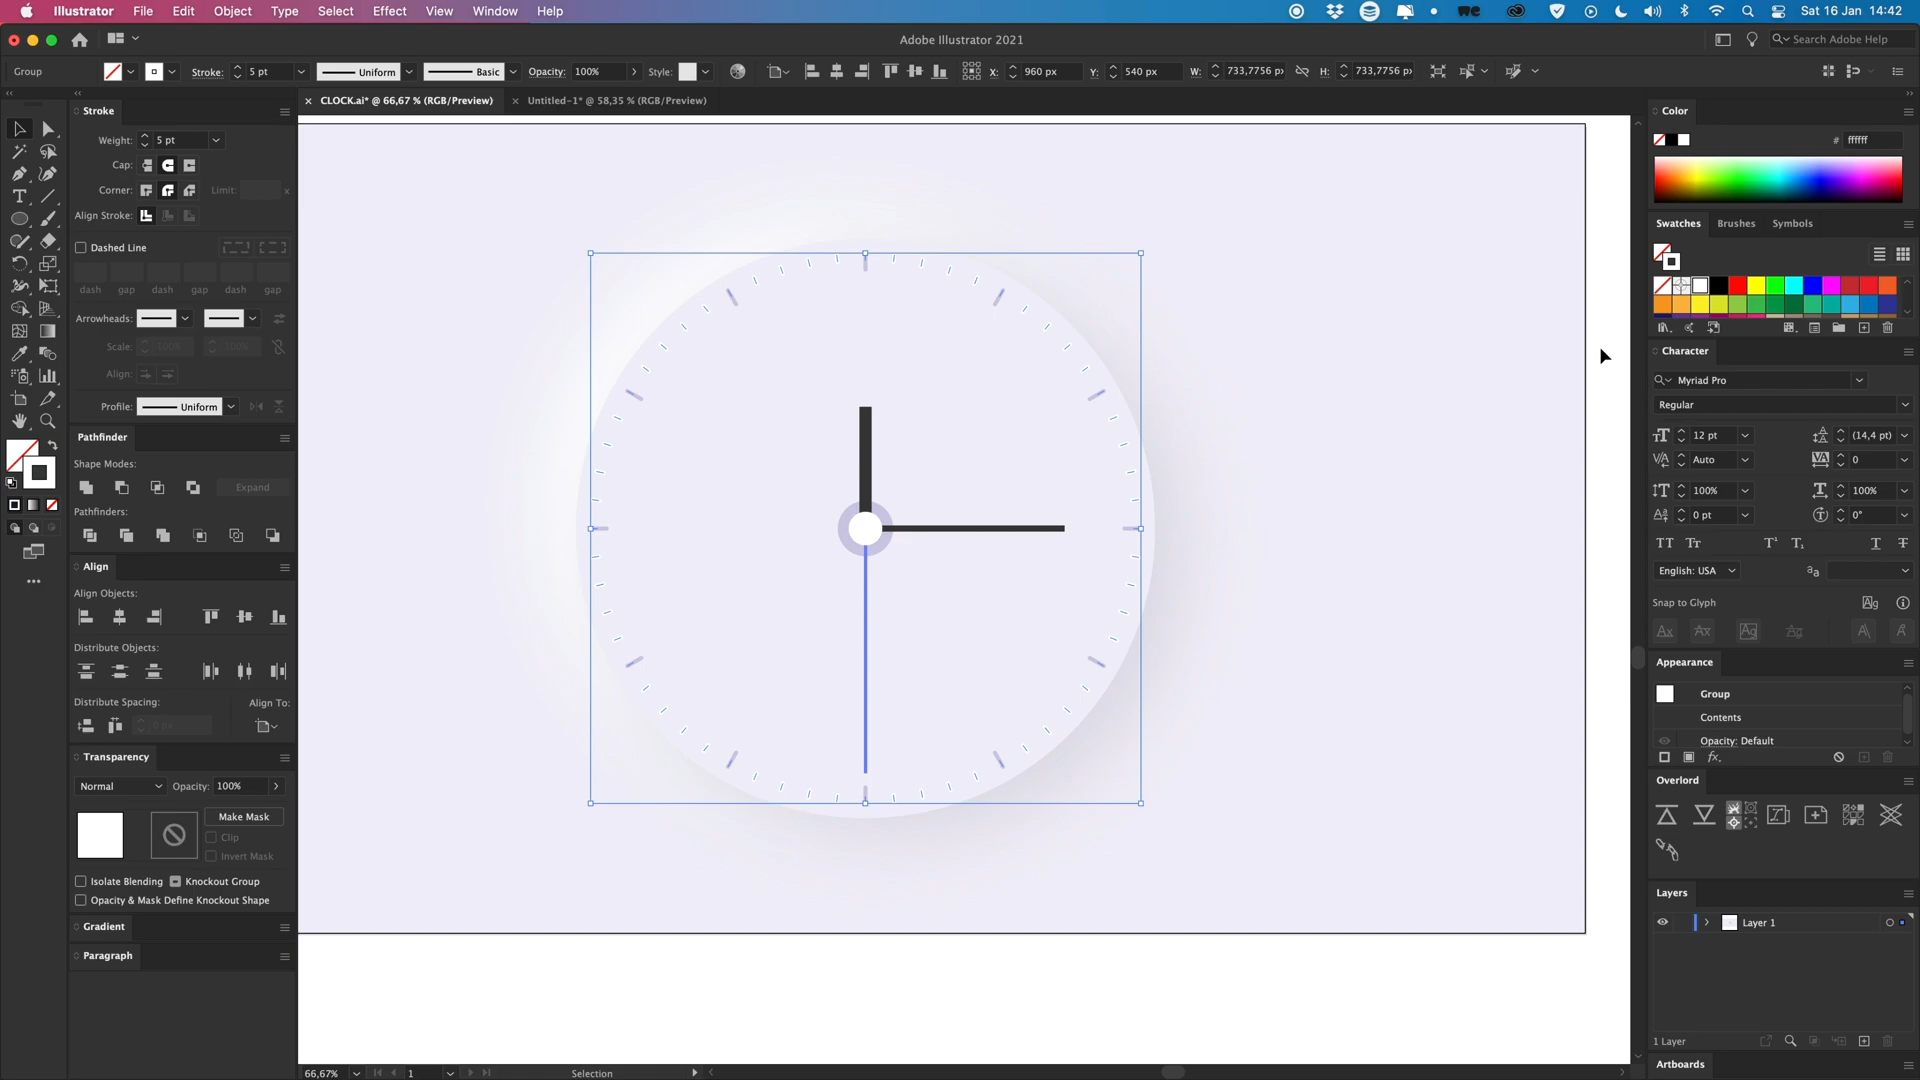 Illustrator File Edit Object Type Select Effect View Window Help Sat 16 Jan 14:42
Adobe Illustrator 2021
Search Adobe Help
Group Stroke: 5 pt Uniform Basic Opacity: 100% Style: X: 960 px Y: 540 px W: 733,7756 px H: 733,7756 px
CLOCK.ai* @ 66,67 % (RGB/Preview) Untitled-1* @ 58,35 % (RGB/Preview)
Stroke
Weight: 5 pt
Cap:
Corner: Limit: x
Align Stroke:
Dashed Line
dash gap dash gap dash gap
Arrowheads:
Scale: 100% 100%
Align:
Profile: Uniform
Pathfinder
Shape Modes:
Expand
Pathfinders:
Align
Align Objects:
Distribute Objects:
Distribute Spacing: Align To:
0 px
Transparency
Normal Opacity: 100%
Make Mask
Clip
Invert Mask
Isolate Blending Knockout Group
Opacity & Mask Define Knockout Shape
Gradient
Paragraph
66,67% 1 Selection
Color
# ffffff
Swatches Brushes Symbols
Character
Myriad Pro
Regular
12 pt (14,4 pt)
Auto 0
100% 100%
0 pt 0°
English: USA
Snap to Glyph
Appearance
Group
Contents
Opacity: Default
Overlord
Layers
Layer 1
1 Layer
Artboards